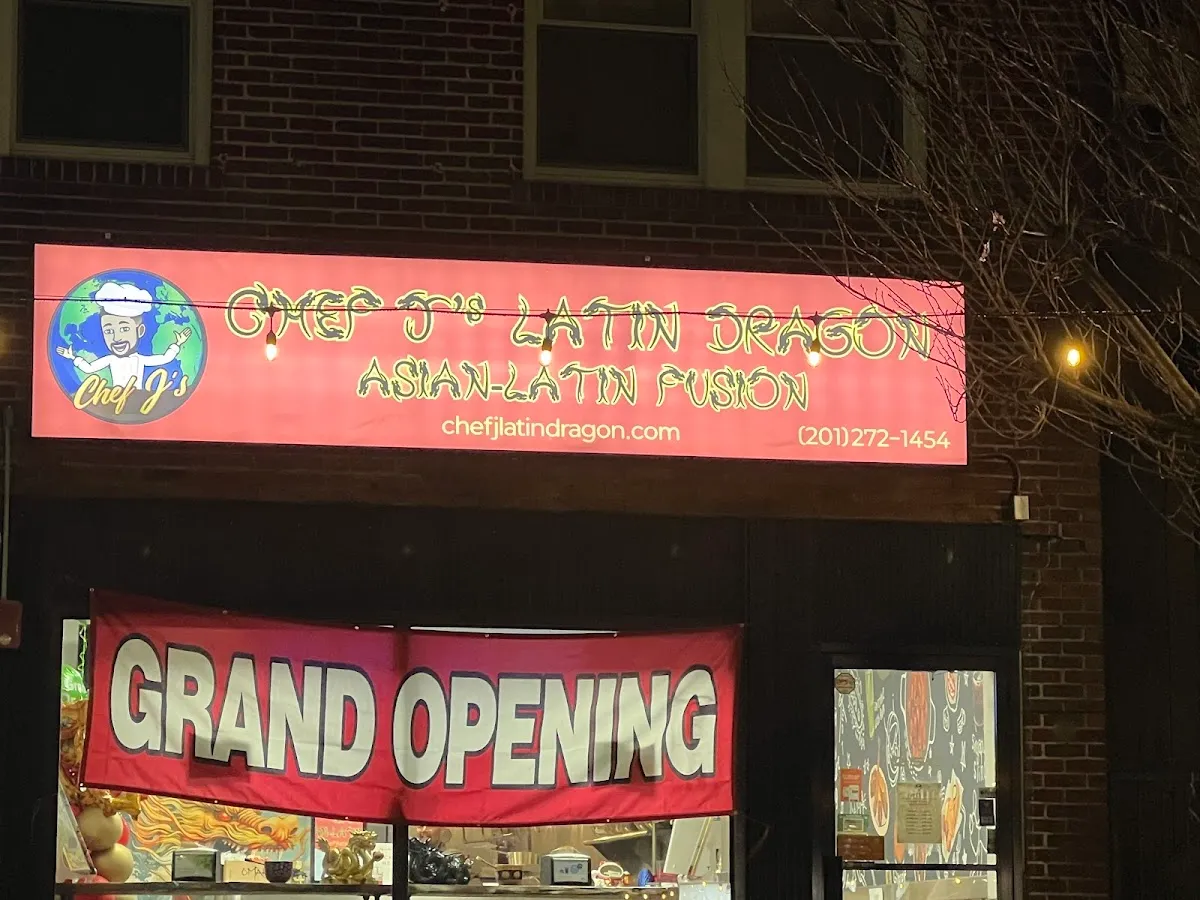 Chef J's
CHEF J's LATIN DRAGON
ASIAN-LATIN FUSION
chefjlatindragon.com
(201)272-1454
GRAND OPENING